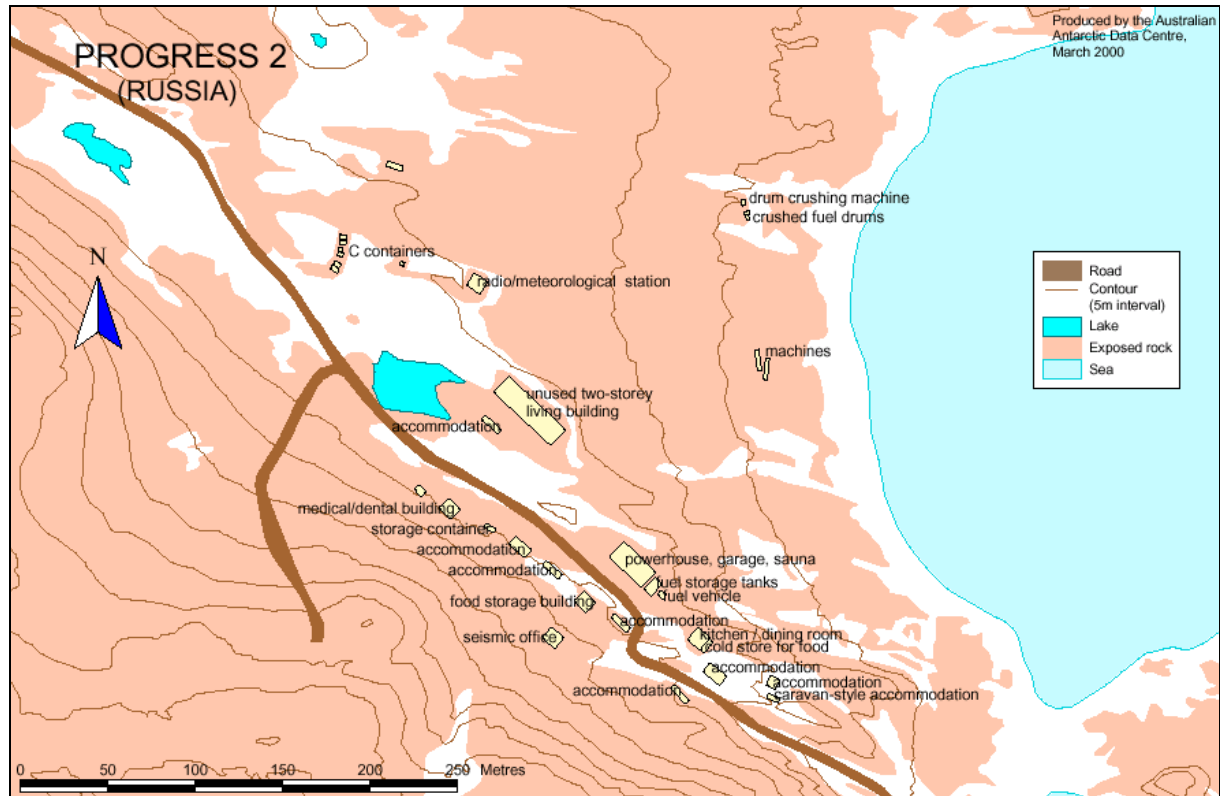 PROGRESS 2
(RUSSIA)
Produced by the Australian
Antarctic Data Centre,
March 2000
drum crushing machine
crushed fuel drums
C containers
radio/meteorological station
N
Road
Contour
(5m interval)
Lake
Exposed rock
Sea
machines
unused two-storey
living building
accommodation
medical/dental building
storage container
accommodation
accommodation
powerhouse, garage, sauna
fuel storage tanks
fuel vehicle
food storage building
accommodation
seismic office
kitchen / dining room
cold store for food
accommodation
accommodation
accommodation
caravan-style accommodation
0 50 100 150 200 250 Metres